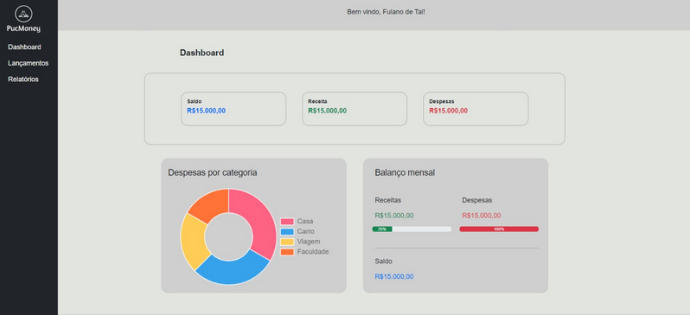 PucMoney
Dashboard
Lançamentos
Relatórios
Bem vindo, Fulano de Tal!
Dashboard
Saldo
R$15.000,00
Receita
R$15.000,00
Despesas
R$15.000,00
Despesas por categoria
Casa
Carro
Viagem
Faculdade
Balanço mensal
Receitas
R$15.000,00
25%
Despesas
R$15.000,00
100%
Saldo
R$15.000,00